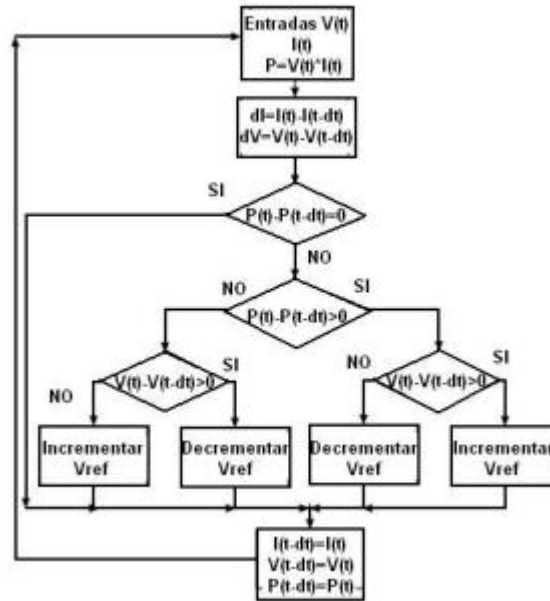 Entradas V(t)
I(t)
P=V(t)*I(t)
dI=I(t)-I(t-dt)
dV=V(t)-V(t-dt)
SI
P(t)-P(t-dt)=0
NO
NO
SI
P(t)-P(t-dt)>0
NO
V(t)-V(t-dt)>0
SI
NO
V(t)-V(t-dt)>0
SI
Incrementar
Vref
Decrementar
Vref
Decrementar
Vref
Incrementar
Vref
I(t-dt)=I(t)
V(t-dt)=V(t)
P(t-dt)=P(t)